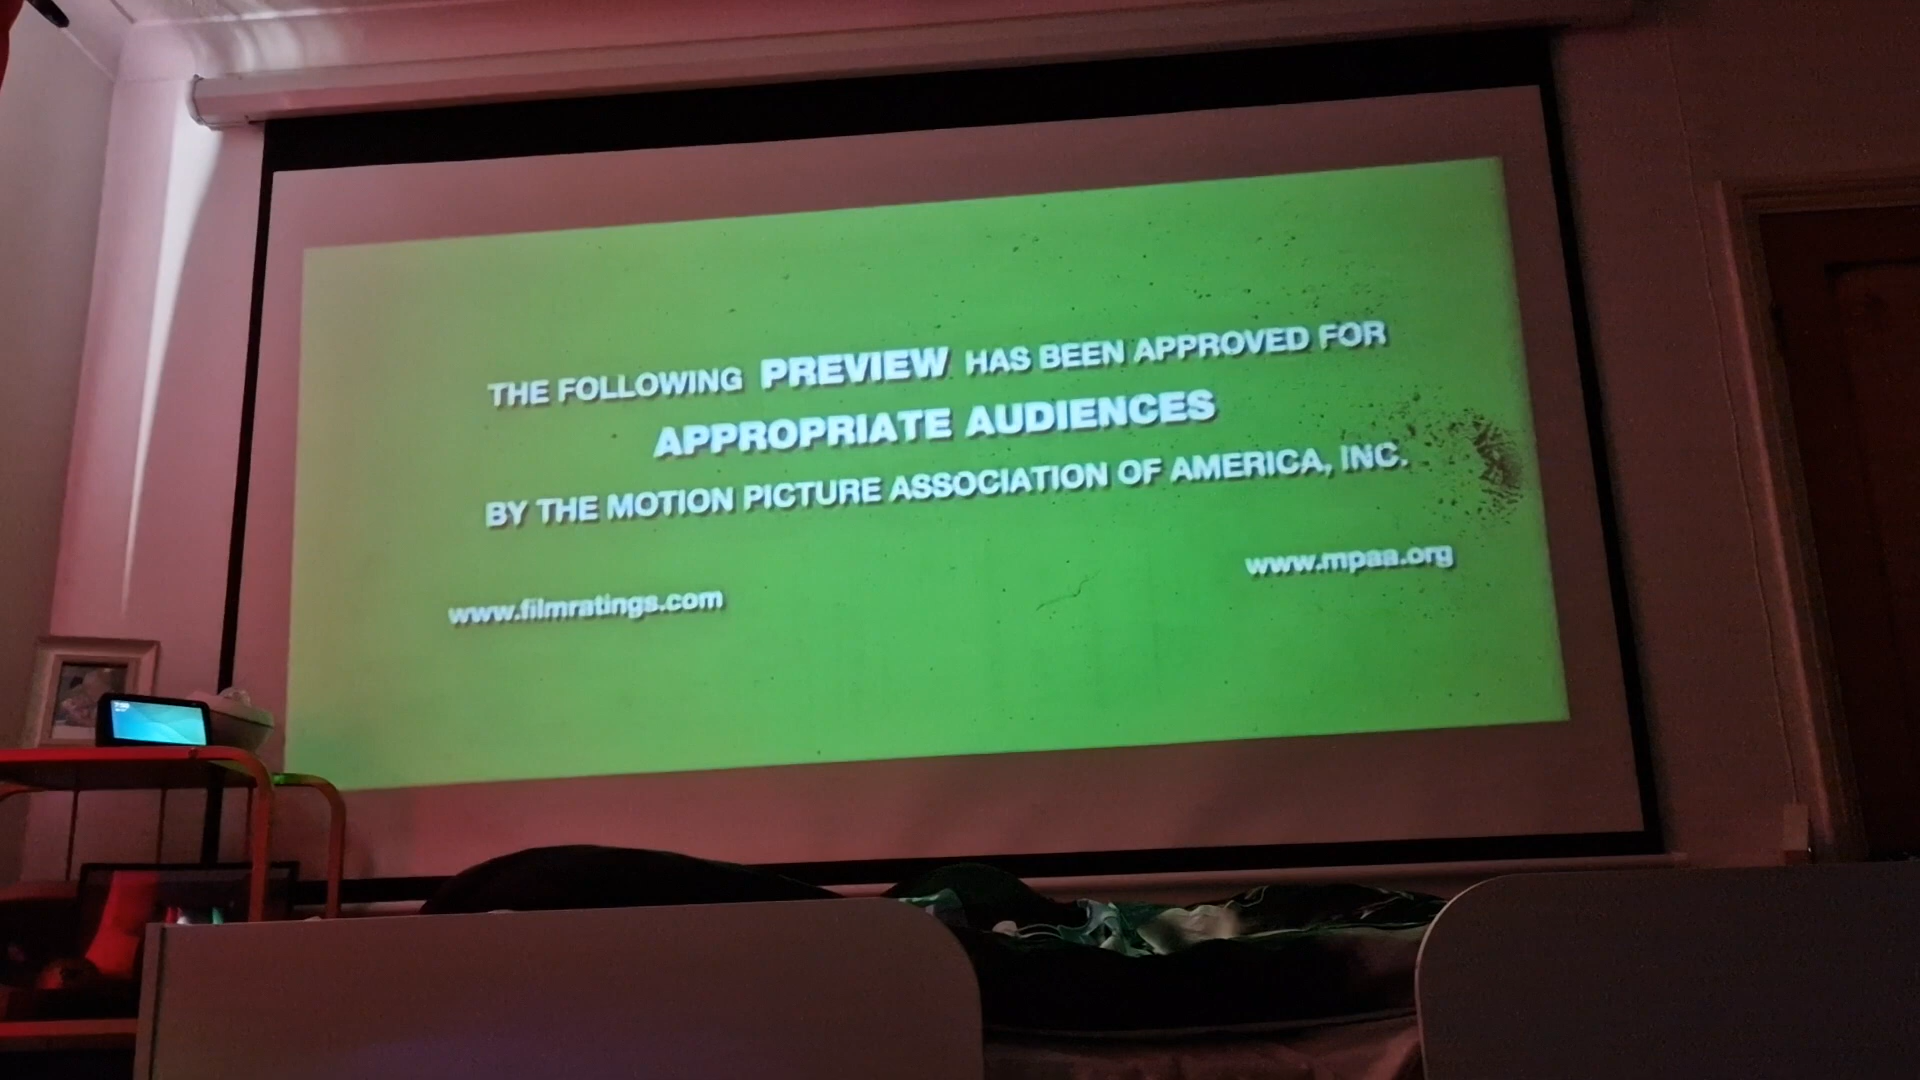 THE FOLLOWING PREVIEW HAS BEEN APPROVED FOR
APPROPRIATE AUDIENCES
BY THE MOTION PICTURE ASSOCIATION OF AMERICA, INC.
www.filmratings.com
www.mpaa.org